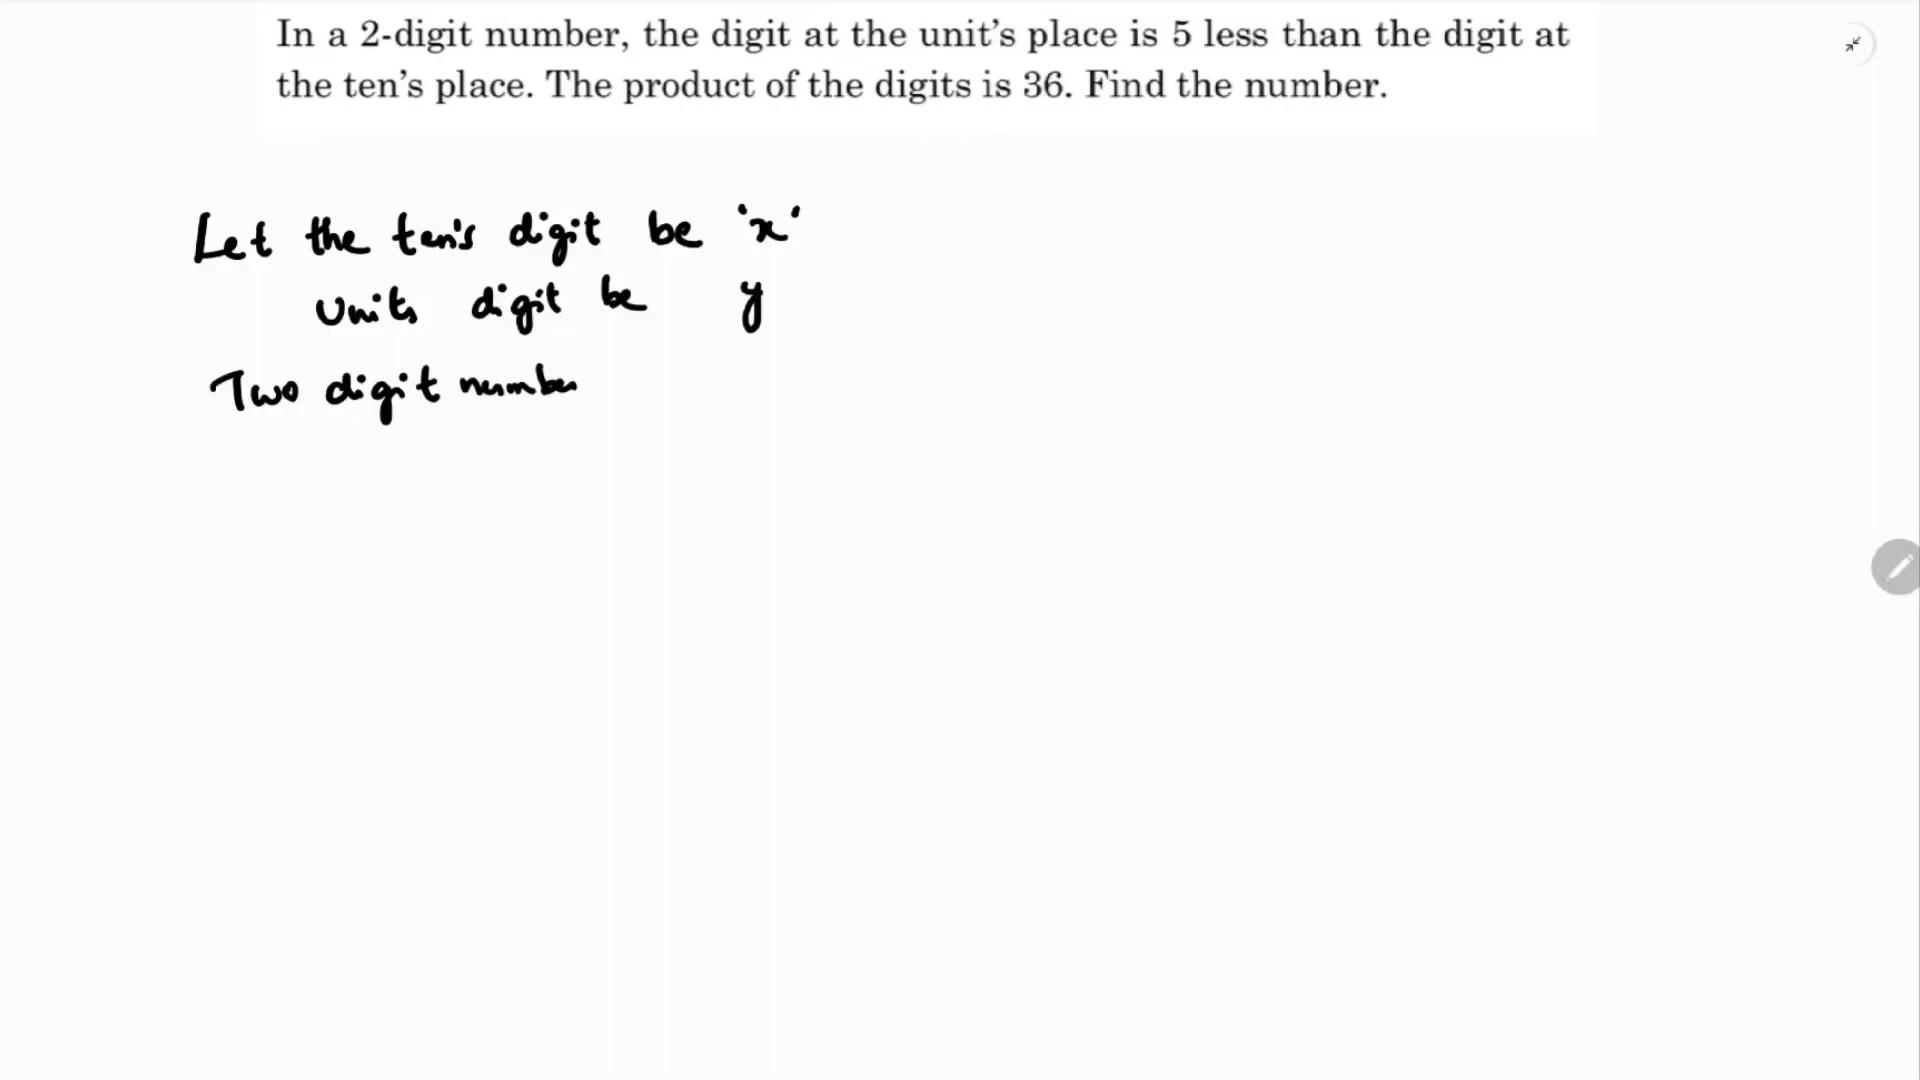 In a 2-digit number, the digit at the unit’s place is 5 less than the digit at
the ten’s place. The product of the digits is 36. Find the number.
Let the ten's digit be 'x'
Units digit be y
Two digit number